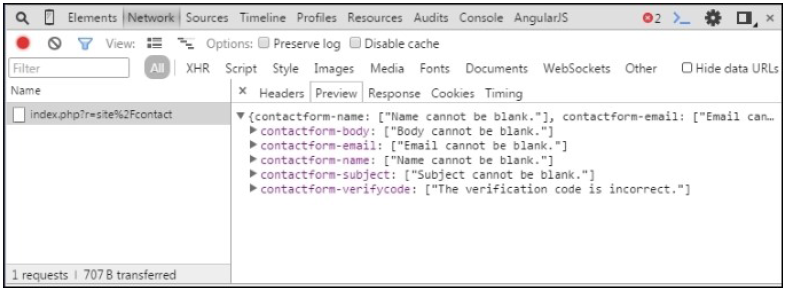 Elements Network Sources Timeline Profiles Resources Audits Console AngularJS 2
View: Options: Preserve log Disable cache
Filter All XHR Script Style Images Media Fonts Documents WebSockets Other Hide data URLs
Name
× Headers Preview Response Cookies Timing
index.php?r=site%2Fcontact
▼{contactform-name: ["Name cannot be blank."], contactform-email: ["Email can…
▶contactform-body: ["Body cannot be blank."]
▶contactform-email: ["Email cannot be blank."]
▶contactform-name: ["Name cannot be blank."]
▶contactform-subject: ["Subject cannot be blank."]
▶contactform-verifycode: ["The verification code is incorrect."]
1 requests | 707 B transferred